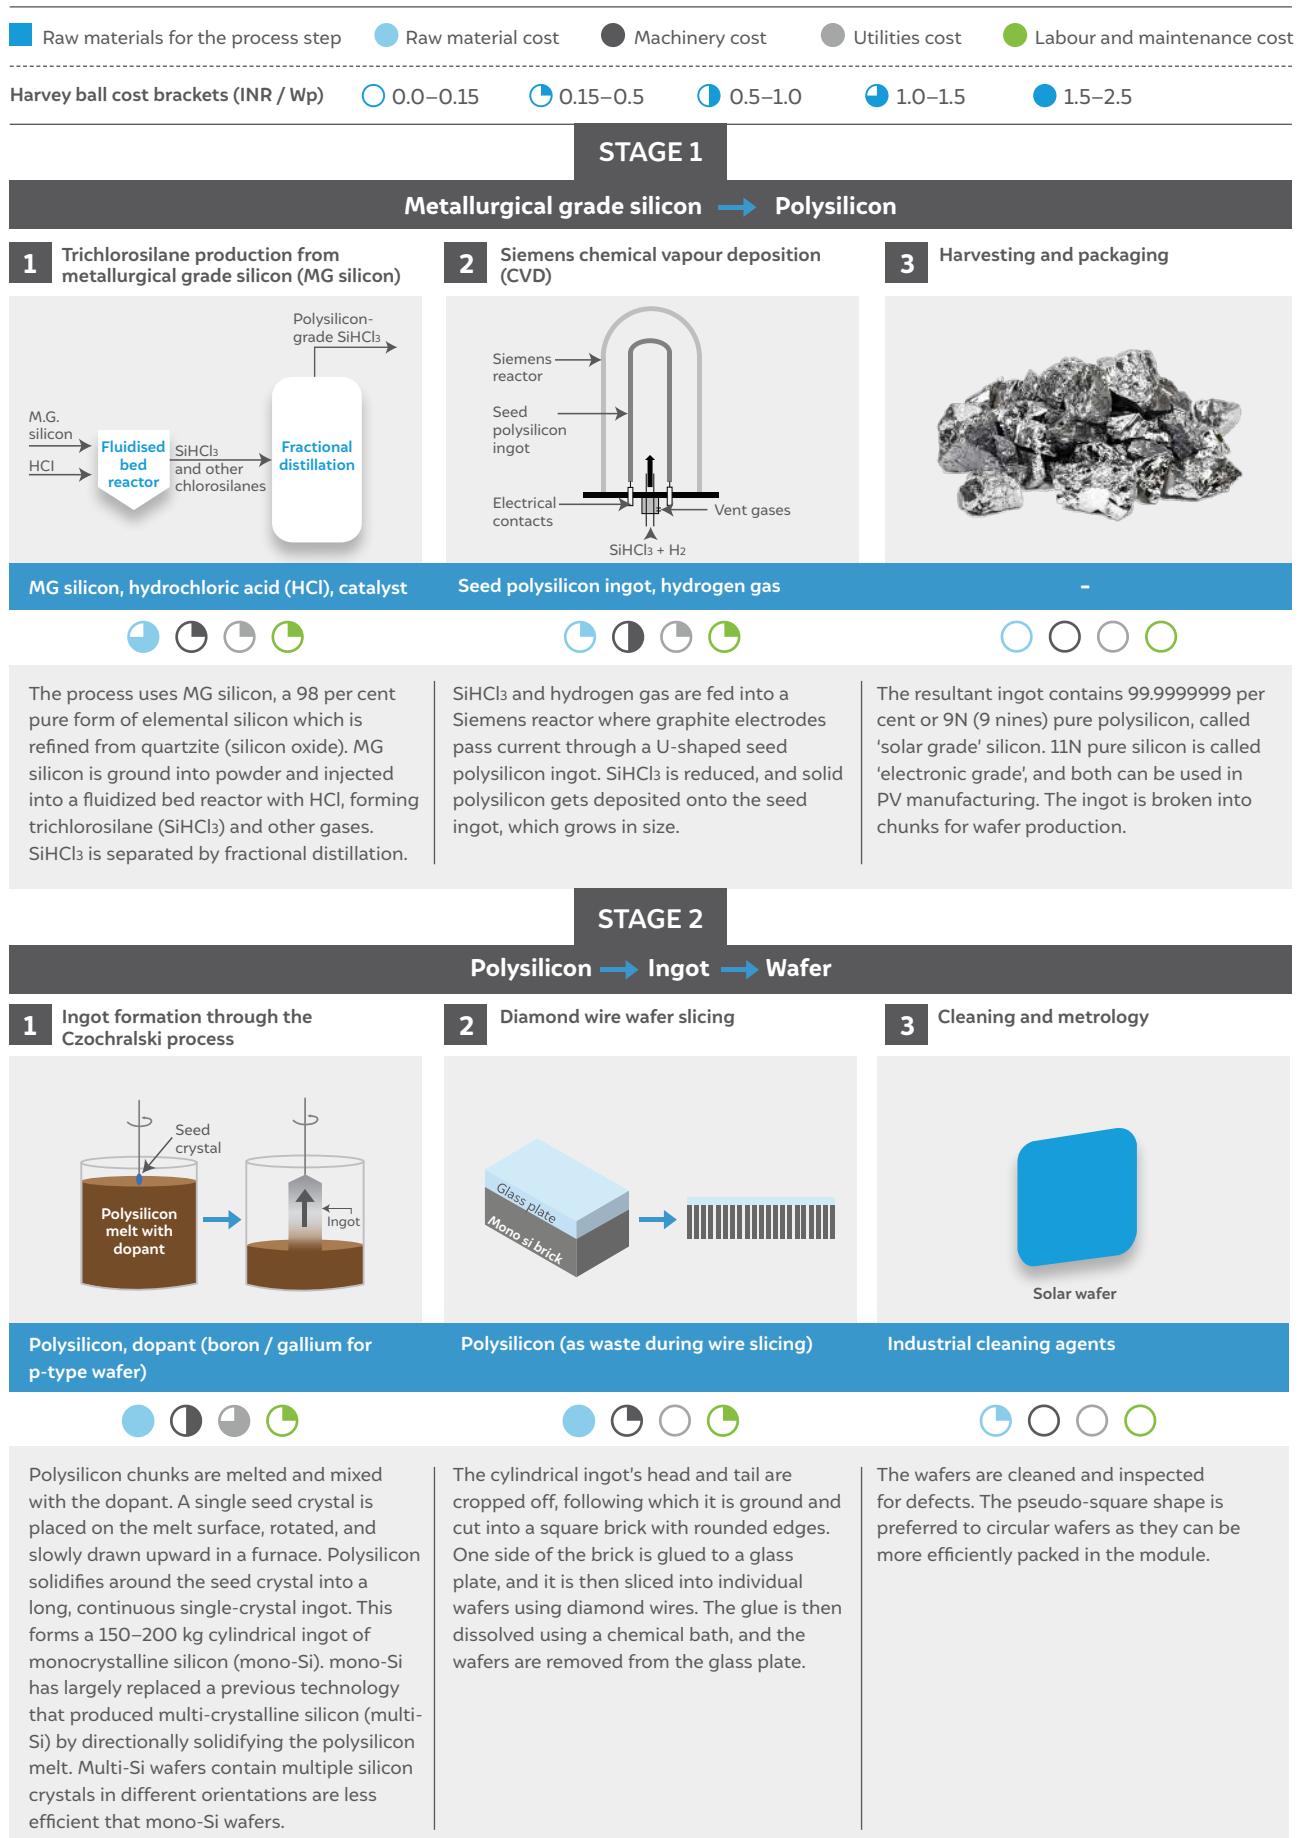 Raw materials for the process step
Raw material cost
Machinery cost
Utilities cost
Labour and maintenance cost
Harvey ball cost brackets (INR / Wp)
0.0–0.15
0.15–0.5
0.5–1.0
1.0–1.5
1.5–2.5
STAGE 1
Metallurgical grade silicon
Polysilicon
1
Trichlorosilane production from
metallurgical grade silicon (MG silicon)
Polysilicon-
grade SiHCl3
M.G.
silicon
HCl
Fluidised
bed
reactor
SiHCl3
and other
chlorosilanes
Fractional
distillation
2
Siemens chemical vapour deposition
(CVD)
Siemens
reactor
Seed
polysilicon
ingot
Electrical
contacts
Vent gases
SiHCl3 + H2
3
Harvesting and packaging
MG silicon, hydrochloric acid (HCl), catalyst
Seed polysilicon ingot, hydrogen gas
–
The process uses MG silicon, a 98 per cent
pure form of elemental silicon which is
refined from quartzite (silicon oxide). MG
silicon is ground into powder and injected
into a fluidized bed reactor with HCl, forming
trichlorosilane (SiHCl3) and other gases.
SiHCl3 is separated by fractional distillation.
SiHCl3 and hydrogen gas are fed into a
Siemens reactor where graphite electrodes
pass current through a U-shaped seed
polysilicon ingot. SiHCl3 is reduced, and solid
polysilicon gets deposited onto the seed
ingot, which grows in size.
The resultant ingot contains 99.9999999 per
cent or 9N (9 nines) pure polysilicon, called
‘solar grade’ silicon. 11N pure silicon is called
‘electronic grade’, and both can be used in
PV manufacturing. The ingot is broken into
chunks for wafer production.
STAGE 2
Polysilicon
Ingot
Wafer
1
Ingot formation through the
Czochralski process
Seed
crystal
Polysilicon
melt with
dopant
Ingot
2
Diamond wire wafer slicing
Glass plate
Mono si brick
3
Cleaning and metrology
Solar wafer
Polysilicon, dopant (boron / gallium for
p-type wafer)
Polysilicon (as waste during wire slicing)
Industrial cleaning agents
Polysilicon chunks are melted and mixed
with the dopant. A single seed crystal is
placed on the melt surface, rotated, and
slowly drawn upward in a furnace. Polysilicon
solidifies around the seed crystal into a
long, continuous single-crystal ingot. This
forms a 150–200 kg cylindrical ingot of
monocrystalline silicon (mono-Si). mono-Si
has largely replaced a previous technology
that produced multi-crystalline silicon (multi-
Si) by directionally solidifying the polysilicon
melt. Multi-Si wafers contain multiple silicon
crystals in different orientations are less
efficient that mono-Si wafers.
The cylindrical ingot’s head and tail are
cropped off, following which it is ground and
cut into a square brick with rounded edges.
One side of the brick is glued to a glass
plate, and it is then sliced into individual
wafers using diamond wires. The glue is then
dissolved using a chemical bath, and the
wafers are removed from the glass plate.
The wafers are cleaned and inspected
for defects. The pseudo-square shape is
preferred to circular wafers as they can be
more efficiently packed in the module.